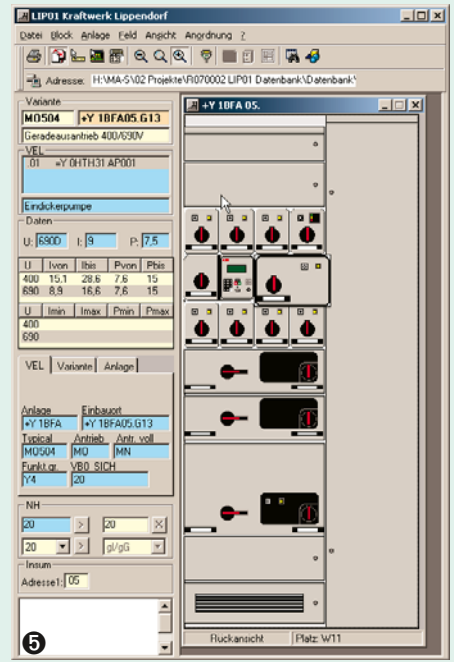 LIP01 Kraftwerk Lippendorf
Datei Block Anlage Feld Ansicht Anordnung ?
Adresse: H:\MA-S\02 Projekte\R070002 LIP01 Datenbank\Datenbank\
Variante
MO504 +Y 1BFA05.G13
Geradeausantrieb 400/690V
VEL
01 =Y 0HTH31 AP001
Eindickerpumpe
Daten
U: 690D I: 9 P: 7,5
U Ivon Ibis Pvon Pbis
400 15,1 28,6 7,6 15
690 8,9 16,6 7,6 15
U Imin Imax Pmin Pmax
400
690
VEL Variante Anlage
Anlage Einbauort
+Y 1BFA +Y 1BFA05.G13
Typical Antrieb Antr. voll
MO504 MO MN
Funkt.gr. VBO_SICH
Y4 20
NH
20 > 20 X
20 > gl/gG
Insum
Adresse1: 05
5
+Y 1BFA 05.
Rückansicht Platz: W11